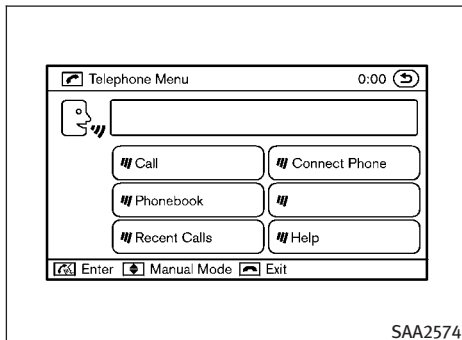 Telephone Menu 0:00
Call Connect Phone
Phonebook
Recent Calls Help
Enter Manual Mode Exit
SAA2574